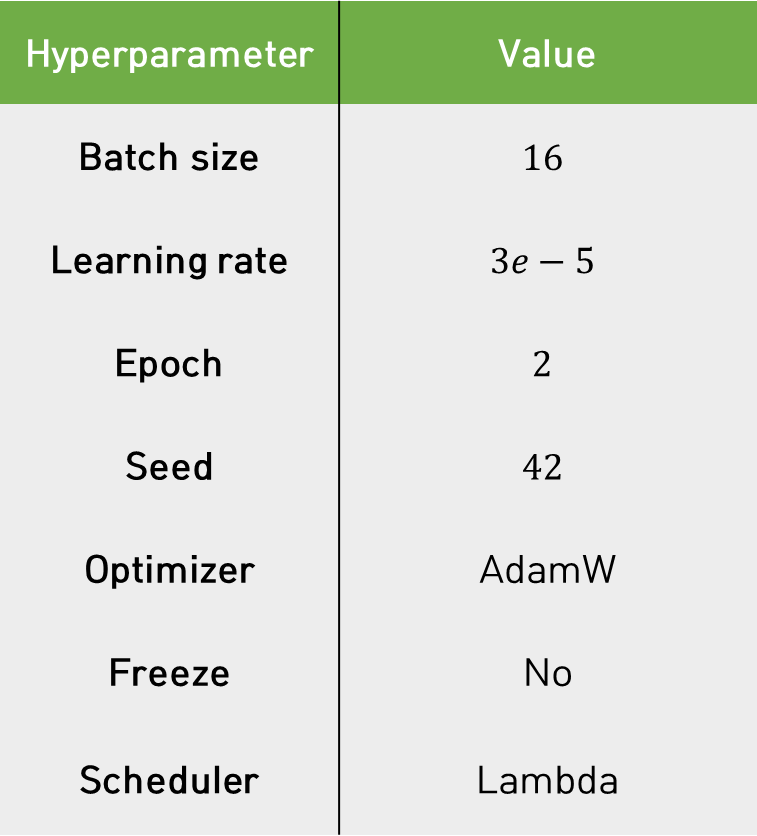 Hyperparameter Value
Batch size 16
Learning rate 3e − 5
Epoch 2
Seed 42
Optimizer AdamW
Freeze No
Scheduler Lambda